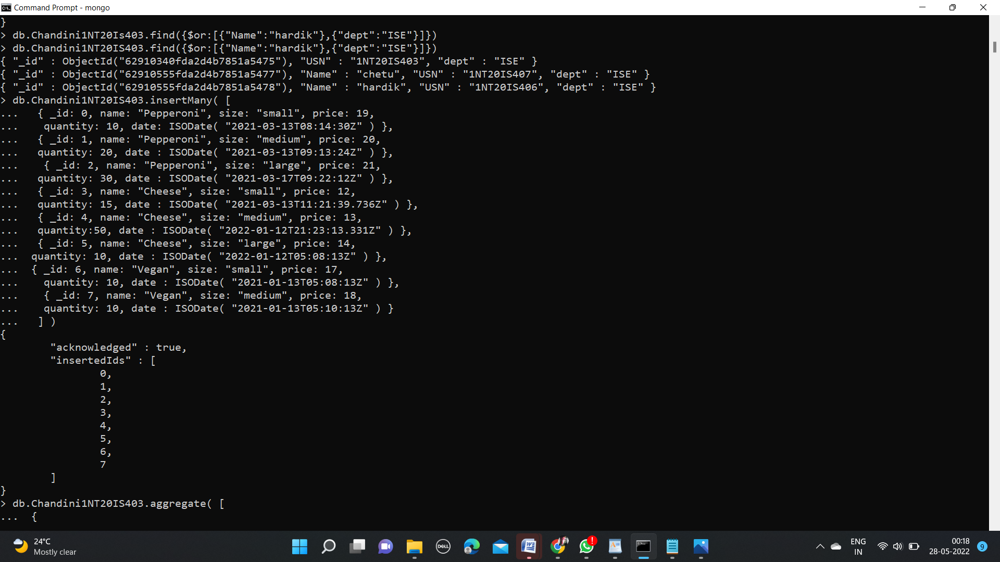 Command Prompt - mongo
}
> db.Chandini1NT20Is403.find({$or:[{"Name":"hardik"},{"dept":"ISE"}]})
> db.Chandini1NT20IS403.find({$or:[{"Name":"hardik"},{"dept":"ISE"}]})
{ "_id" : ObjectId("62910340fda2d4b7851a5475"), "USN" : "1NT20IS403", "dept" : "ISE" }
{ "_id" : ObjectId("62910555fda2d4b7851a5477"), "Name" : "chetu", "USN" : "1NT20IS407", "dept" : "ISE" }
{ "_id" : ObjectId("62910555fda2d4b7851a5478"), "Name" : "hardik", "USN" : "1NT20IS406", "dept" : "ISE" }
> db.Chandini1NT20IS403.insertMany( [
...   { _id: 0, name: "Pepperoni", size: "small", price: 19,
...    quantity: 10, date: ISODate( "2021-03-13T08:14:30Z" ) },
...   { _id: 1, name: "Pepperoni", size: "medium", price: 20,
...   quantity: 20, date : ISODate( "2021-03-13T09:13:24Z" ) },
...    { _id: 2, name: "Pepperoni", size: "large", price: 21,
...   quantity: 30, date : ISODate( "2021-03-17T09:22:12Z" ) },
...   { _id: 3, name: "Cheese", size: "small", price: 12,
...   quantity: 15, date : ISODate( "2021-03-13T11:21:39.736Z" ) },
...   { _id: 4, name: "Cheese", size: "medium", price: 13,
...   quantity:50, date : ISODate( "2022-01-12T21:23:13.331Z" ) },
...   { _id: 5, name: "Cheese", size: "large", price: 14,
...  quantity: 10, date : ISODate( "2022-01-12T05:08:13Z" ) },
...  { _id: 6, name: "Vegan", size: "small", price: 17,
...    quantity: 10, date : ISODate( "2021-01-13T05:08:13Z" ) },
...    { _id: 7, name: "Vegan", size: "medium", price: 18,
...    quantity: 10, date : ISODate( "2021-01-13T05:10:13Z" ) }
...   ] )
{
        "acknowledged" : true,
        "insertedIds" : [
                0,
                1,
                2,
                3,
                4,
                5,
                6,
                7
        ]
}
> db.Chandini1NT20IS403.aggregate( [
...  {
24°C
Mostly clear
DELL
ENG
IN
00:18
28-05-2022
9